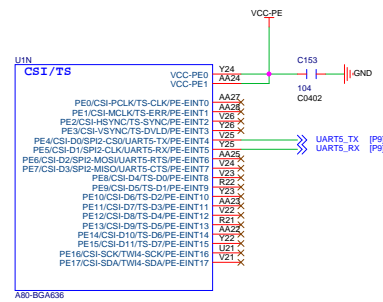 VCC-PE
U1N
CSI/TS
VCC-PE0 Y24
VCC-PE1 AA24
C153
104
C0402
GND
PE0/CSI-PCLK/TS-CLK/PE-EINT0 AA27
PE1/CSI-MCLK/TS-ERR/PE-EINT1 AA28
PE2/CSI-HSYNC/TS-SYNC/PE-EINT2 V26
PE3/CSI-VSYNC/TS-DVLD/PE-EINT3 Y26
PE4/CSI-D0/SPI2-CS0/UART5-TX/PE-EINT4 V25 UART5_TX [P9
PE5/CSI-D1/SPI2-CLK/UART5-RX/PE-EINT5 Y25 UART5_RX [P9
PE6/CSI-D2/SPI2-MOSI/UART5-RTS/PE-EINT6 AA25
PE7/CSI-D3/SPI2-MISO/UART5-CTS/PE-EINT7 V24
PE8/CSI-D4/TS-D0/PE-EINT8 V23
PE9/CSI-D5/TS-D1/PE-EINT9 R22
PE10/CSI-D6/TS-D2/PE-EINT10 Y23
PE11/CSI-D7/TS-D3/PE-EINT11 AA23
PE12/CSI-D8/TS-D4/PE-EINT12 V22
PE13/CSI-D9/TS-D5/PE-EINT13 R21
PE14/CSI-D10/TS-D6/PE-EINT14 AA22
PE15/CSI-D11/TS-D7/PE-EINT15 Y22
PE16/CSI-SCK/TWI4-SCK/PE-EINT16 U21
PE17/CSI-SDA/TWI4-SDA/PE-EINT17 V21
A80-BGA636